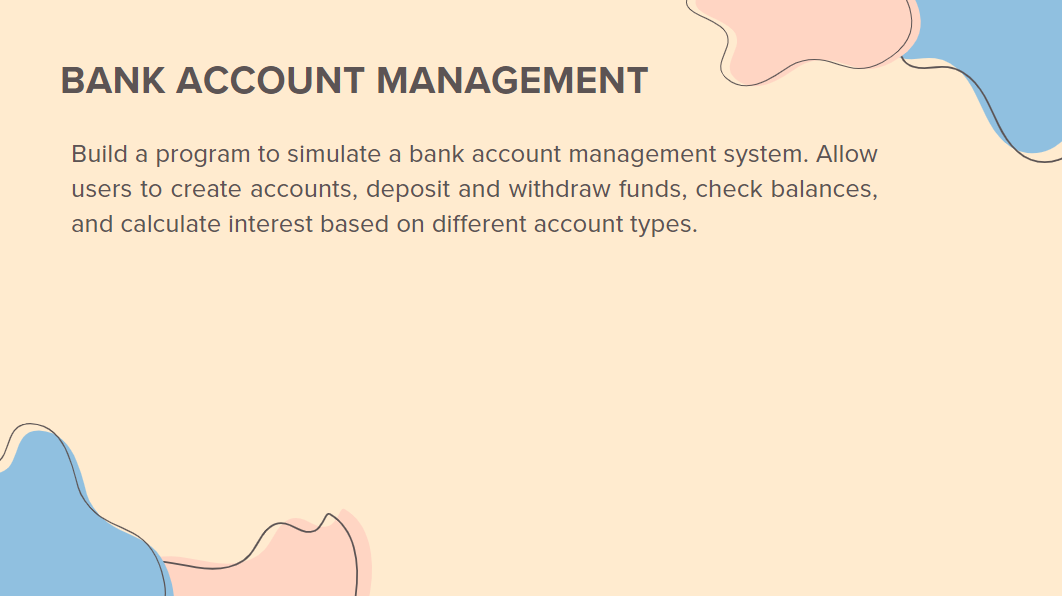 BANK ACCOUNT MANAGEMENT
Build a program to simulate a bank account management system. Allow
users to create accounts, deposit and withdraw funds, check balances,
and calculate interest based on different account types.